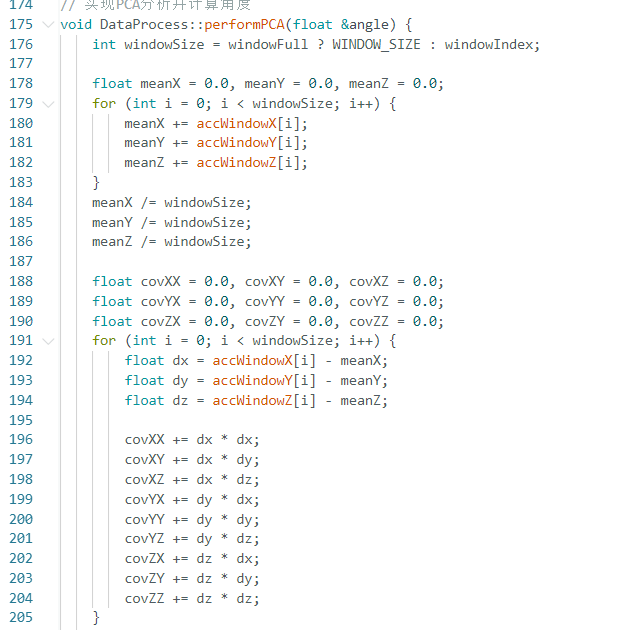 174 // 实现PCA分析并计算角度
175 void DataProcess::performPCA(float &angle) {
176 int windowSize = windowFull ? WINDOW_SIZE : windowIndex;
177
178 float meanX = 0.0, meanY = 0.0, meanZ = 0.0;
179 for (int i = 0; i < windowSize; i++) {
180 meanX += accWindowX[i];
181 meanY += accWindowY[i];
182 meanZ += accWindowZ[i];
183 }
184 meanX /= windowSize;
185 meanY /= windowSize;
186 meanZ /= windowSize;
187
188 float covXX = 0.0, covXY = 0.0, covXZ = 0.0;
189 float covYX = 0.0, covYY = 0.0, covYZ = 0.0;
190 float covZX = 0.0, covZY = 0.0, covZZ = 0.0;
191 for (int i = 0; i < windowSize; i++) {
192 float dx = accWindowX[i] - meanX;
193 float dy = accWindowY[i] - meanY;
194 float dz = accWindowZ[i] - meanZ;
195
196 covXX += dx * dx;
197 covXY += dx * dy;
198 covXZ += dx * dz;
199 covYX += dy * dx;
200 covYY += dy * dy;
201 covYZ += dy * dz;
202 covZX += dz * dx;
203 covZY += dz * dy;
204 covZZ += dz * dz;
205 }